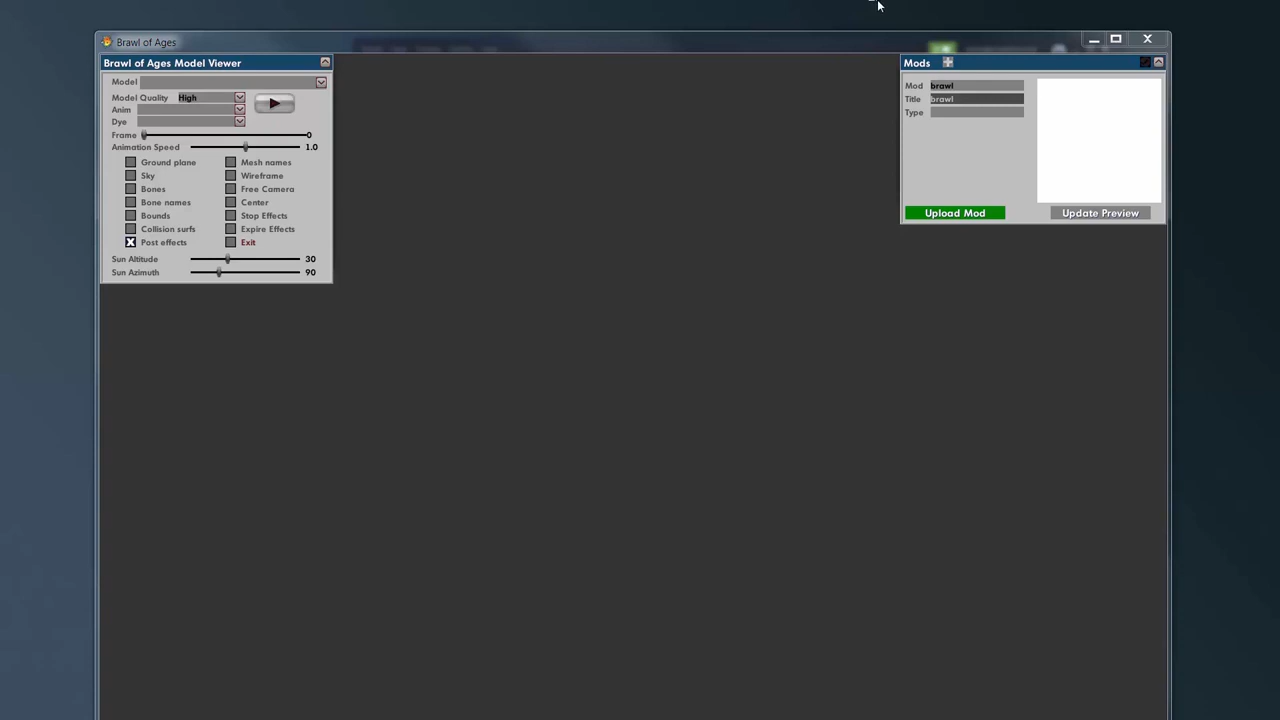 Brawl of Ages
Brawl of Ages Model Viewer
Model
Model Quality High
Anim
Dye
Frame 0
Animation Speed 1.0
Ground plane Mesh names
Sky Wireframe
Bones Free Camera
Bone names Center
Bounds Stop Effects
Collision surfs Expire Effects
Post effects Exit
Sun Altitude 30
Sun Azimuth 90
Mods
Mod brawl
Title brawl
Type
Upload Mod Update Preview